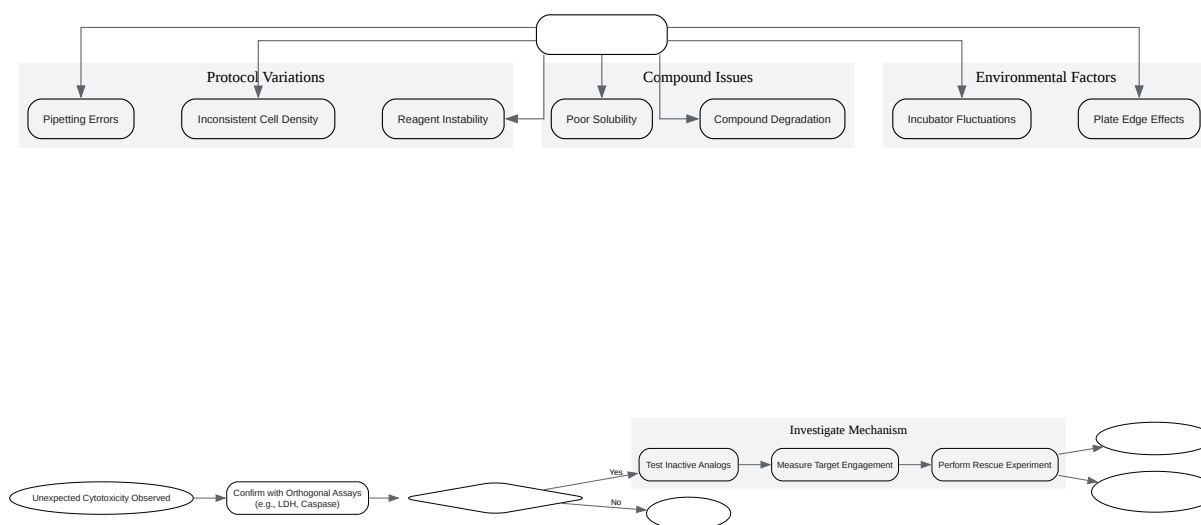 Protocol Variations
Compound Issues
Environmental Factors
Pipetting Errors
Inconsistent Cell Density
Reagent Instability
Poor Solubility
Compound Degradation
Incubator Fluctuations
Plate Edge Effects
Investigate Mechanism
Test Inactive Analogs
Measure Target Engagement
Perform Rescue Experiment
Yes
Unexpected Cytotoxicity Observed
Confirm with Orthogonal Assays
(e.g., LDH, Caspase)
No